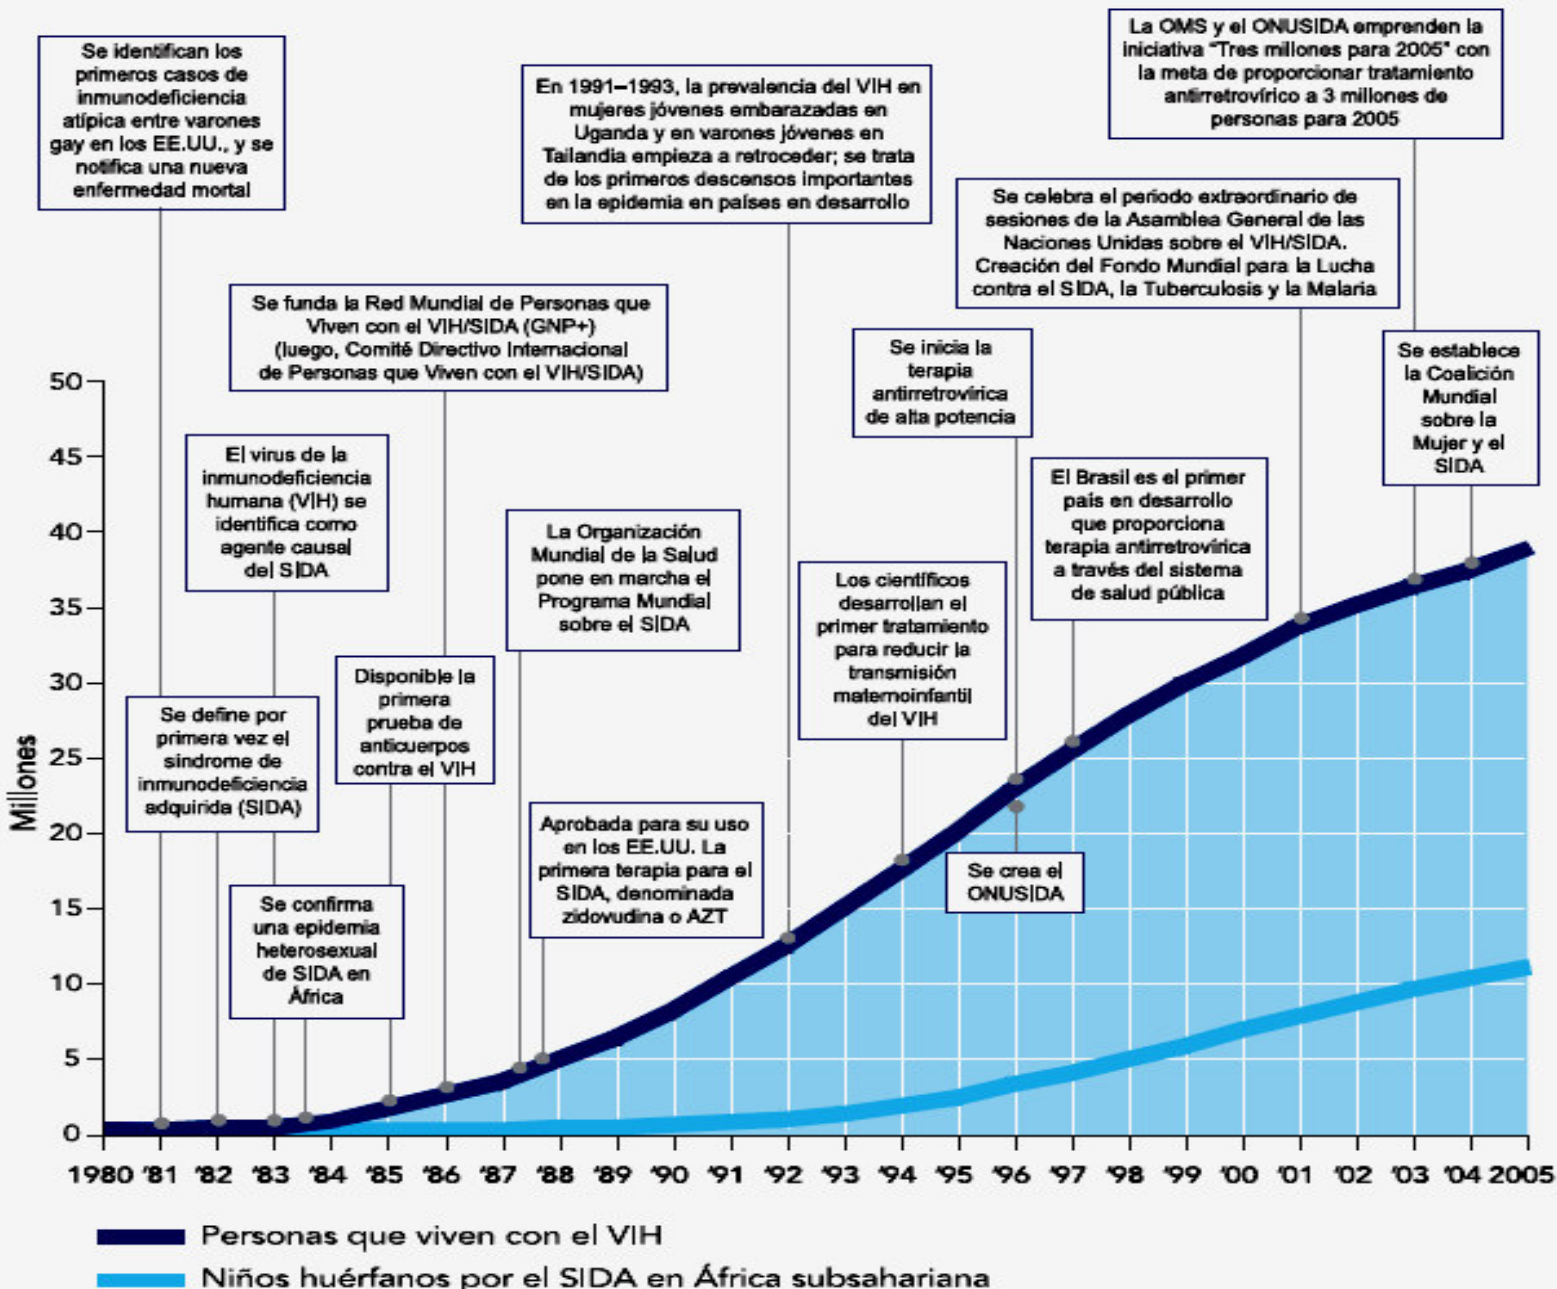 Se identifican los
primeros casos de
inmunodeficiencia
atípica entre varones
gay en los EE.UU., y se
notifica una nueva
enfermedad mortal
En 1991–1993, la prevalencia del VIH en
mujeres jóvenes embarazadas en
Uganda y en varones jóvenes en
Tailandia empieza a retroceder; se trata
de los primeros descensos importantes
en la epidemia en países en desarrollo
La OMS y el ONUSIDA emprenden la
iniciativa “Tres millones para 2005” con
la meta de proporcionar tratamiento
antirretrovírico a 3 millones de
personas para 2005
Se celebra el periodo extraordinario de
sesiones de la Asamblea General de las
Naciones Unidas sobre el VIH/SIDA.
Creación del Fondo Mundial para la Lucha
contra el SIDA, la Tuberculosis y la Malaria
Se funda la Red Mundial de Personas que
Viven con el VIH/SIDA (GNP+)
(luego, Comité Directivo Internacional
de Personas que Viven con el VIH/SIDA)
Se inicia la
terapia
antirretrovírica
de alta potencia
Se establece
la Coalición
Mundial
sobre la
Mujer y el
SIDA
El virus de la
inmunodeficiencia
humana (VIH) se
identifica como
agente causal
del SIDA
El Brasil es el primer
país en desarrollo
que proporciona
terapia antirretrovírica
a través del sistema
de salud pública
La Organización
Mundial de la Salud
pone en marcha el
Programa Mundial
sobre el SIDA
Los científicos
desarrollan el
primer tratamiento
para reducir la
transmisión
maternoinfantil
del VIH
Disponible la
primera
prueba de
anticuerpos
contra el VIH
Se define por
primera vez el
síndrome de
inmunodeficiencia
adquirida (SIDA)
Aprobada para su uso
en los EE.UU. La
primera terapia para el
SIDA, denominada
zidovudina o AZT
Se crea el
ONUSIDA
Se confirma
una epidemia
heterosexual
de SIDA en
África
Millones
50
45
40
35
30
25
20
15
10
5
0
1980 '81 '82 '83 '84 '85 '86 '87 '88 '89 '90 '91 '92 '93 '94 '95 '96 '97 '98 '99 '00 '01 '02 '03 '04 2005
Personas que viven con el VIH
Niños huérfanos por el SIDA en África subsahariana